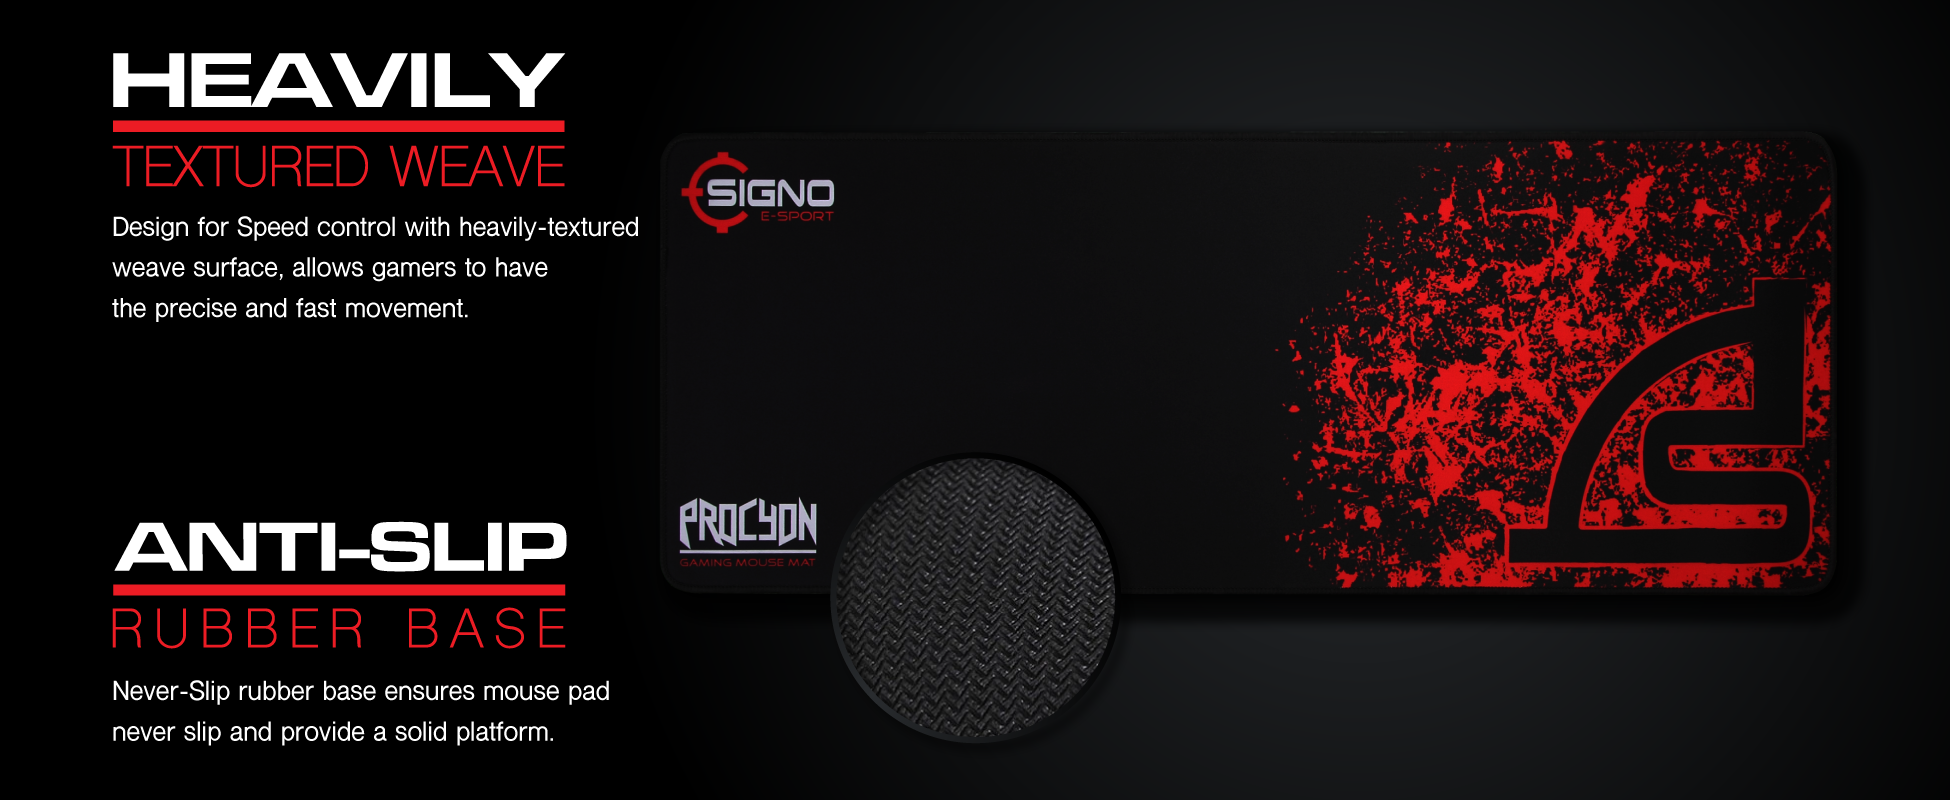 HEAVILY
TEXTURED WEAVE
Design for Speed control with heavily-textured
weave surface, allows gamers to have
the precise and fast movement.
ANTI-SLIP
RUBBER BASE
Never-Slip rubber base ensures mouse pad
never slip and provide a solid platform.
SIGNO
E-SPORT
PROCYON
GAMING MOUSE MAT